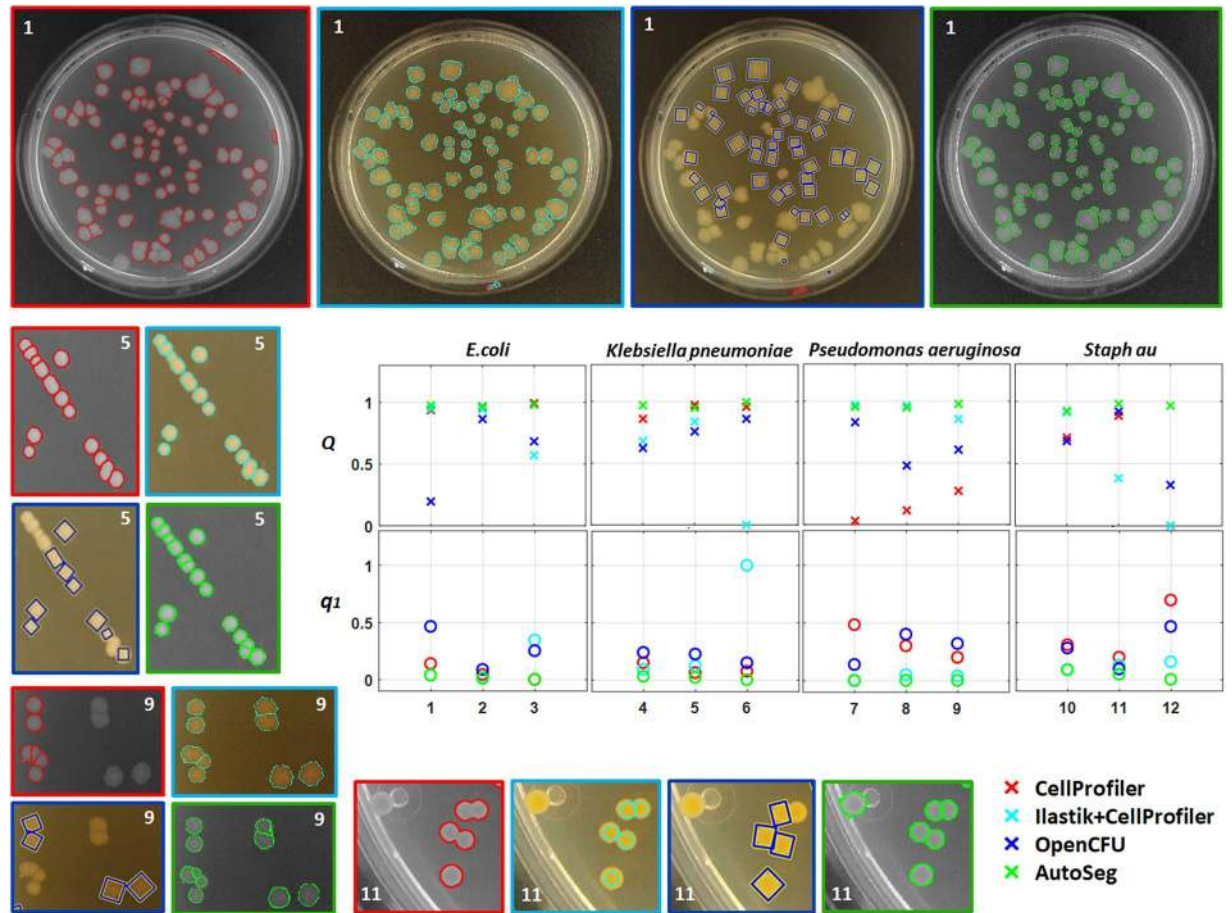 1 1 1 1
5 5
E.coli Klebsiella pneumoniae Pseudomonas aeruginosa Staph au
1
Q 0.5
0
5 5
1
q1 0.5
0
1 2 3 4 5 6 7 8 9 10 11 12
9 9
9 9
11 11 11 11
CellProfiler
Ilastik+CellProfiler
OpenCFU
AutoSeg